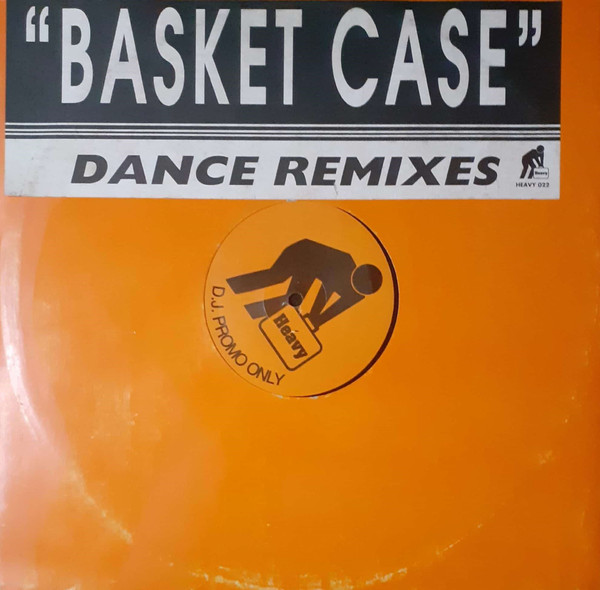 “BASKET CASE”
DANCE REMIXES
Heavy
HEAVY 033
Heavy
D.J. PROMO ONLY